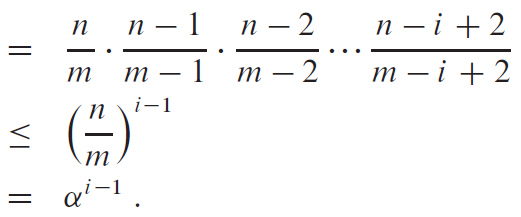 = n/m · (n − 1)/(m − 1) · (n − 2)/(m − 2) ··· (n − i + 2)/(m − i + 2)
≤ (n/m)^{i−1}
= α^{i−1} .